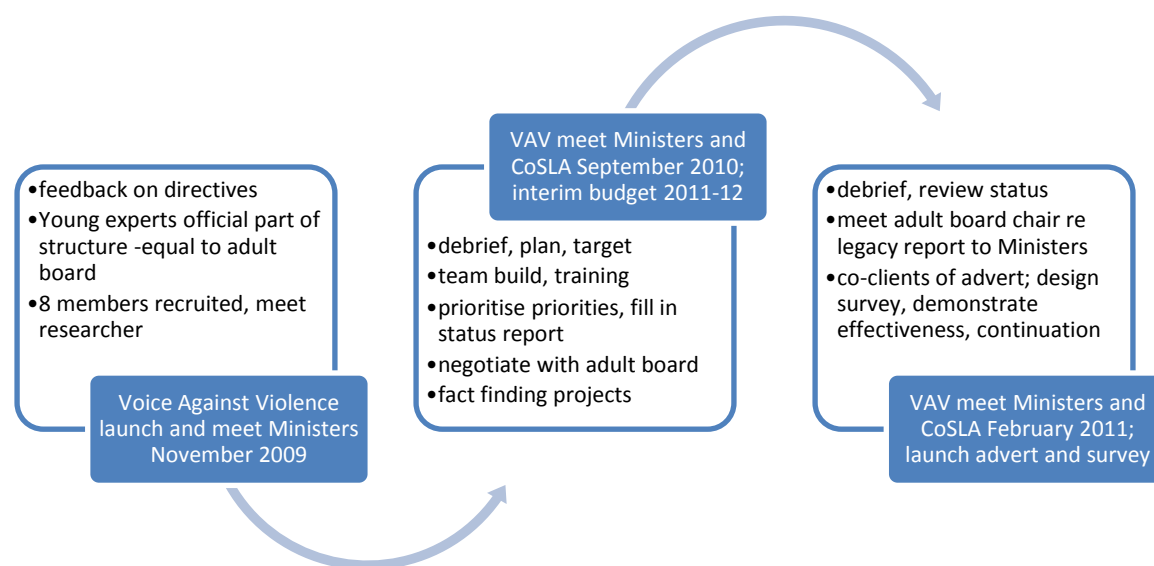 •feedback on directives
•Young experts official part of
structure -equal to adult
board
•8 members recruited, meet
researcher
Voice Against Violence
launch and meet Ministers
November 2009
VAV meet Ministers and
CoSLA September 2010;
interim budget 2011-12
•debrief, plan, target
•team build, training
•prioritise priorities, fill in
status report
•negotiate with adult board
•fact finding projects
•debrief, review status
•meet adult board chair re
legacy report to Ministers
•co-clients of advert; design
survey, demonstrate
effectiveness, continuation
VAV meet Ministers and
CoSLA February 2011;
launch advert and survey